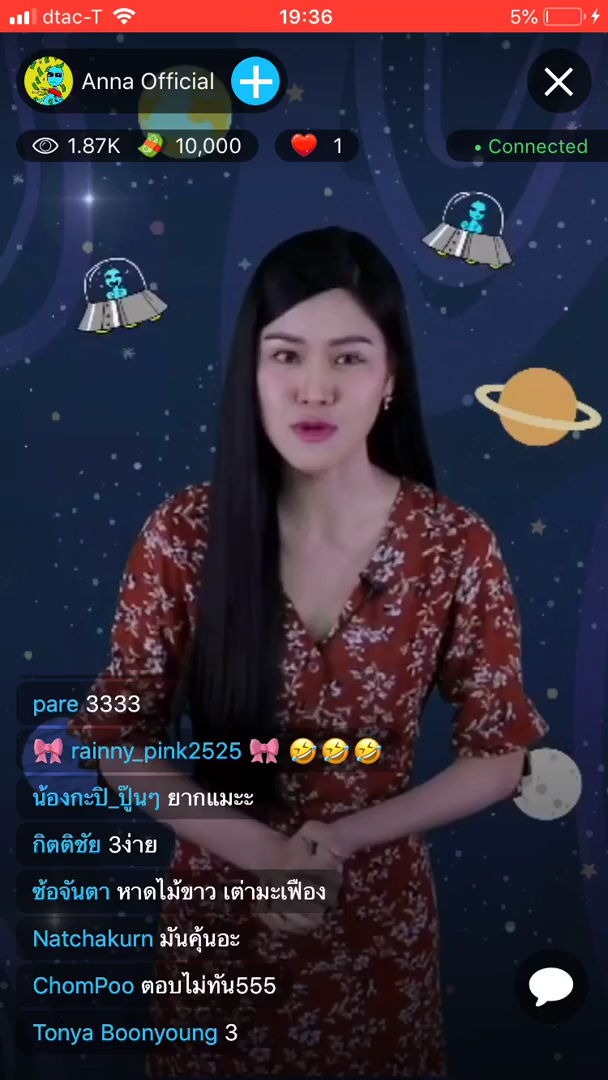 dtac-T 19:36 5%
Anna Official
1.87K 10,000 1 • Connected
pare 3333
🎀 rainny_pink2525 🎀 🤣🤣🤣
น้องกะปิ_ปู๊นๆ ยากแมะะ
กิตติชัย 3ง่าย
ซ้อจันตา หาดไม้ขาว เต่ามะเฟือง
Natchakurn มันคุ้นอะ
ChomPoo ตอบไม่ทัน555
Tonya Boonyoung 3